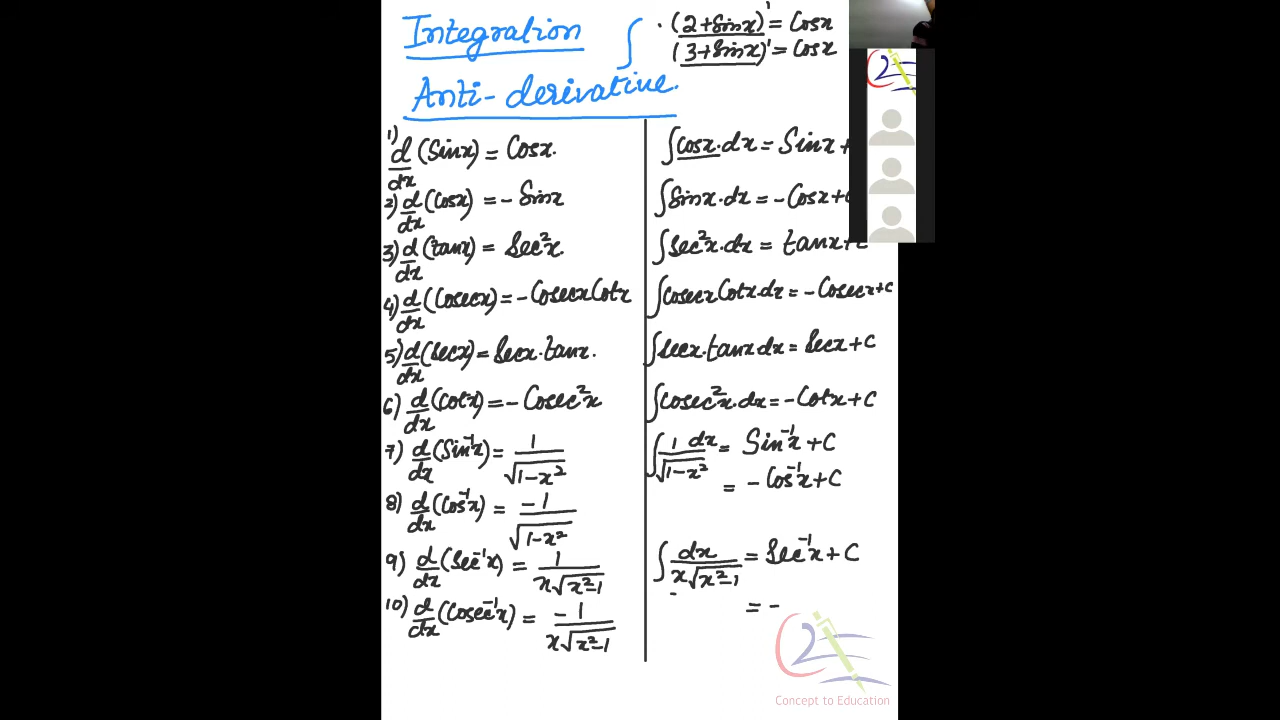 Integration ∫ · (2+Sinx)' = Cosx
(3+Sinx)' = Cosx
Anti-derivative.
1) d/dx (Sinx) = Cosx. ∫Cosx·dx = Sinx +
2) d/dx (Cosx) = - Sinx ∫Sinx·dx = -Cosx+C
3) d/dx (tanx) = Sec²x. ∫Sec²x·dx = tanx+C
4) d/dx (Cosecx) = -CosecxCotx ∫CosecxCotx·dx = -Cosecx+C
5) d/dx (Secx) = Secx·tanx. ∫Secx·tanx dx = Secx + C
6) d/dx (Cotx) = - Cosec²x ∫Cosec²x·dx = -Cotx + C
7) d/dx (Sin⁻¹x) = 1/√(1-x²) ∫ 1/√(1-x²) dx = Sin⁻¹x + C
= - Cos⁻¹x + C
8) d/dx (Cos⁻¹x) = -1/√(1-x²)
9) d/dx (Sec⁻¹x) = 1/(x√(x²-1)) ∫ dx/(x√(x²-1)) = Sec⁻¹x + C
10) d/dx (Cosec⁻¹x) = -1/(x√(x²-1)) = -
C2
C2
Concept to Education